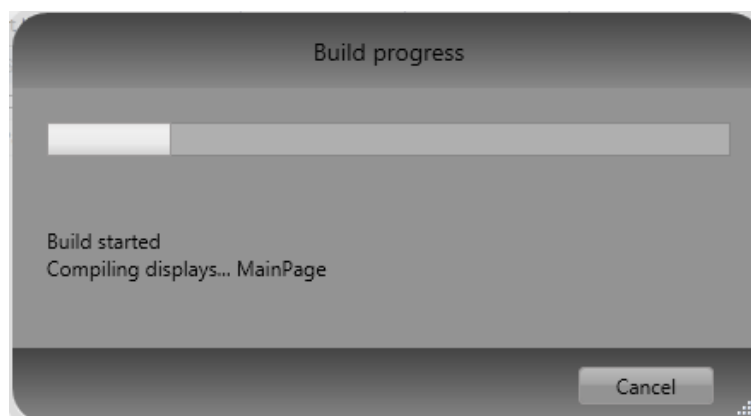 Build progress
Build started
Compiling displays... MainPage
Cancel